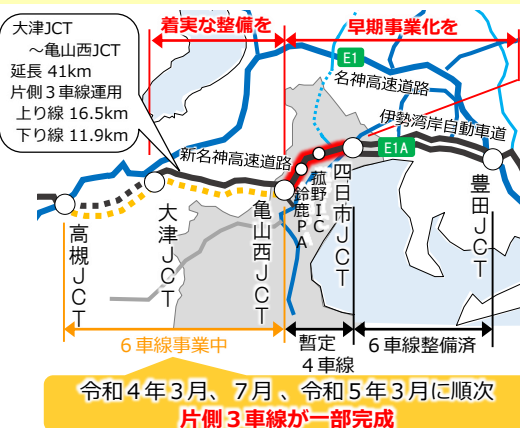 大津JCT
～亀山西JCT
延長 41km
片側３車線運用
上り線 16.5km
下り線 11.9km
着実な整備を
早期事業化を
E1
名神高速道路
伊勢湾岸自動車道
E1A
新名神高速道路
高槻JCT
大津JCT
亀山西JCT
鈴鹿PA
菰野IC
四日市JCT
豊田JCT
６車線事業中
暫定
４車線
６車線整備済
令和４年３月、７月、令和５年３月に順次
片側３車線が一部完成